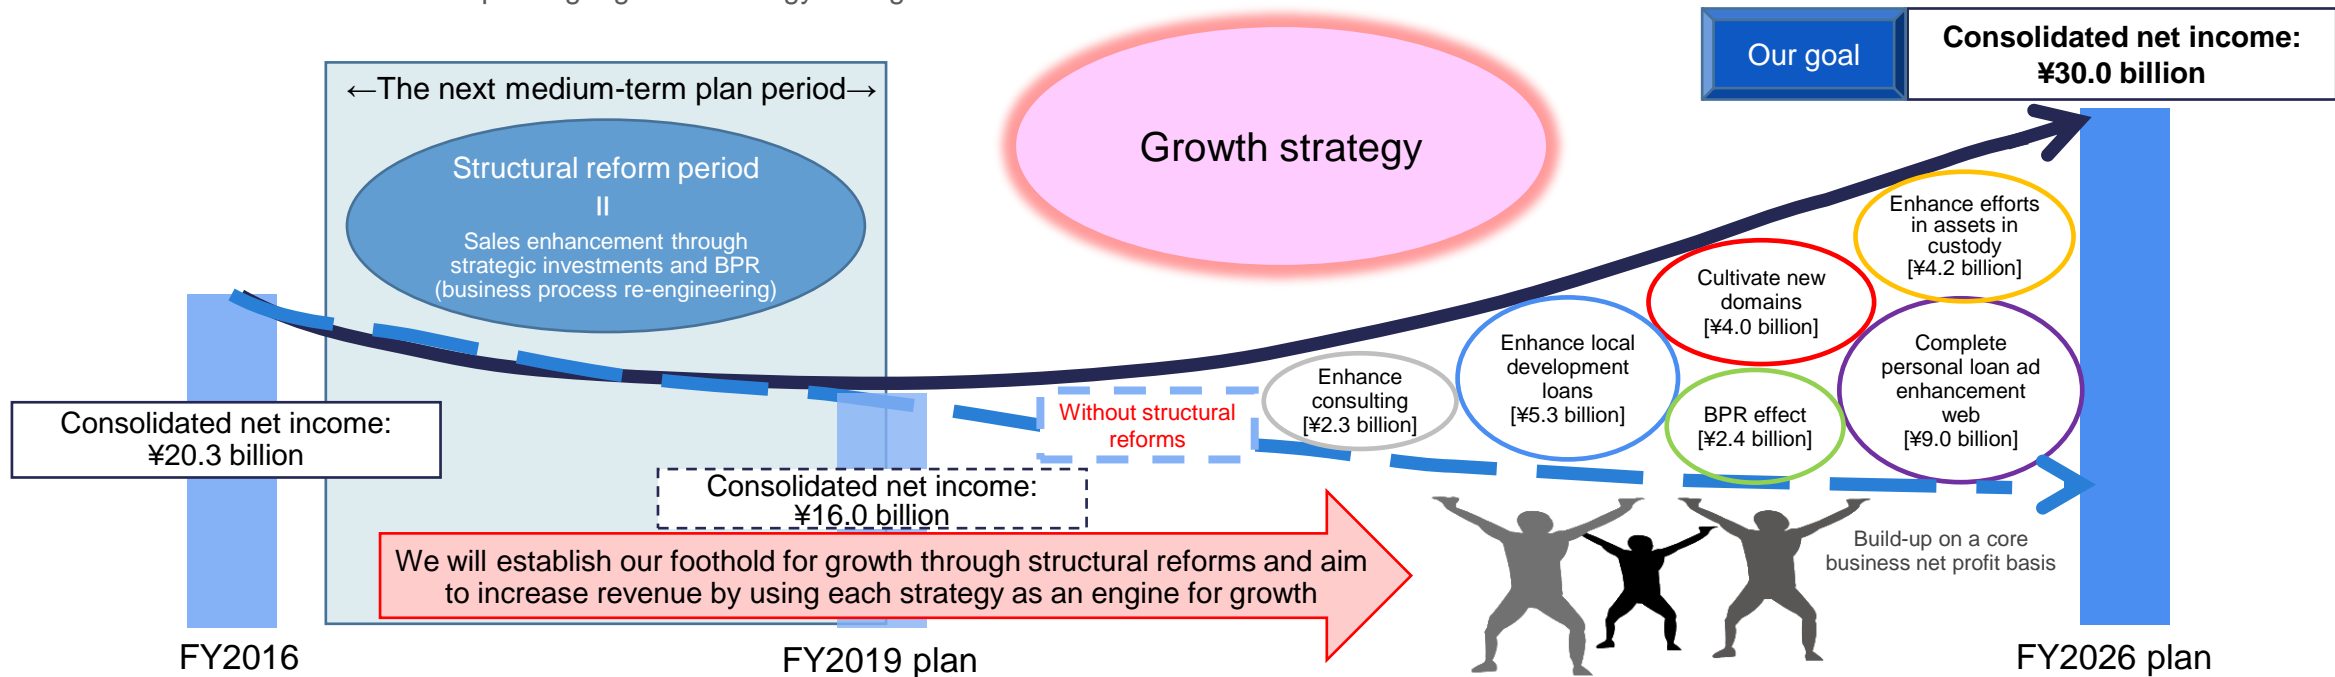 ←The next medium-term plan period→
Structural reform period
II
Sales enhancement through
strategic investments and BPR
(business process re-engineering)
Growth strategy
Our goal
Consolidated net income:
¥30.0 billion
Enhance efforts
in assets in
custody
[¥4.2 billion]
Cultivate new
domains
[¥4.0 billion]
Enhance local
development
loans
[¥5.3 billion]
Complete
personal loan ad
enhancement
web
[¥9.0 billion]
Enhance
consulting
[¥2.3 billion]
BPR effect
[¥2.4 billion]
Without structural
reforms
Consolidated net income:
¥20.3 billion
Consolidated net income:
¥16.0 billion
We will establish our foothold for growth through structural reforms and aim
to increase revenue by using each strategy as an engine for growth
Build-up on a core
business net profit basis
FY2016
FY2019 plan
FY2026 plan